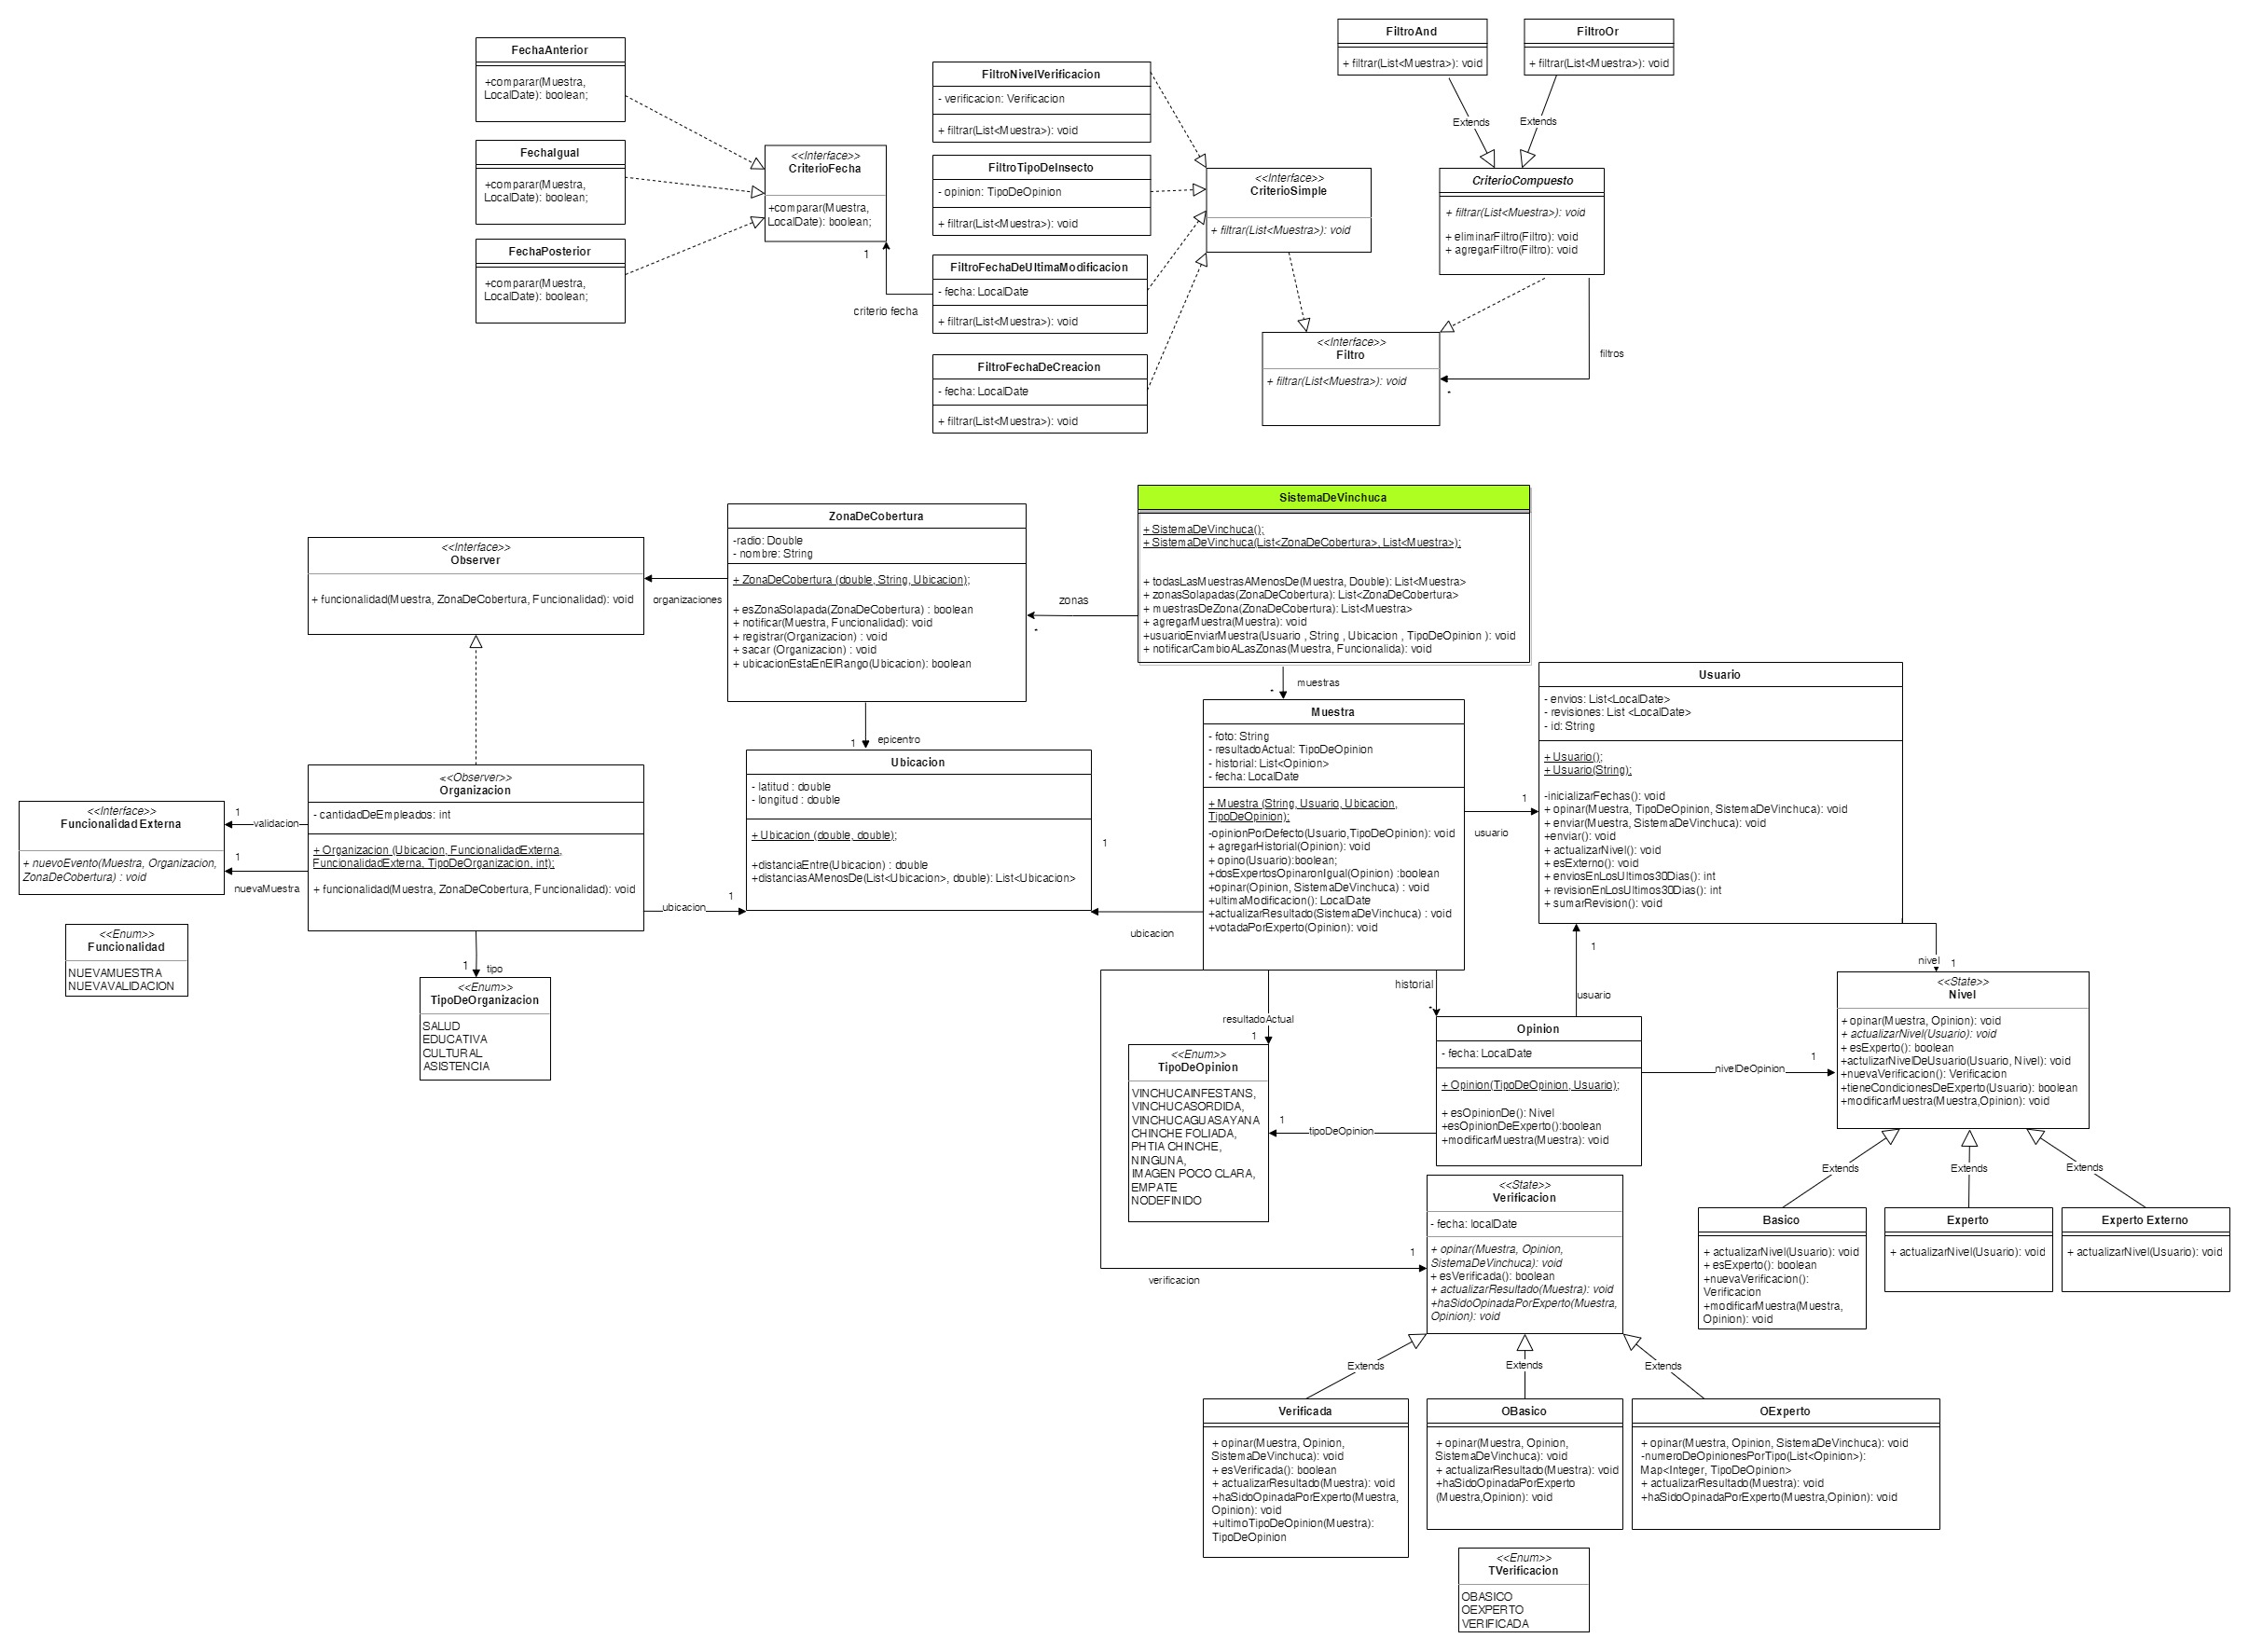 FiltroAnd
+ filtrar(List<Muestra>): void
FiltroOr
+ filtrar(List<Muestra>): void
Extends
Extends
FechaAnterior
+comparar(Muestra,
LocalDate): boolean;
FechaIgual
+comparar(Muestra,
LocalDate): boolean;
FechaPosterior
+comparar(Muestra,
LocalDate): boolean;
<<Interface>>
CriterioFecha
+comparar(Muestra,
LocalDate): boolean;
1
criterio fecha
FiltroNivelVerificacion
- verificacion: Verificacion
+ filtrar(List<Muestra>): void
FiltroTipoDeInsecto
- opinion: TipoDeOpinion
+ filtrar(List<Muestra>): void
FiltroFechaDeUltimaModificacion
- fecha: LocalDate
+ filtrar(List<Muestra>): void
FiltroFechaDeCreacion
- fecha: LocalDate
+ filtrar(List<Muestra>): void
<<Interface>>
CriterioSimple
+ filtrar(List<Muestra>): void
CriterioCompuesto
+ filtrar(List<Muestra>): void
+ eliminarFiltro(Filtro): void
+ agregarFiltro(Filtro): void
<<Interface>>
Filtro
+ filtrar(List<Muestra>): void
filtros
*
SistemaDeVinchuca
+ SistemaDeVinchuca();
+ SistemaDeVinchuca(List<ZonaDeCobertura>, List<Muestra>);
+ todasLasMuestrasAMenosDe(Muestra, Double): List<Muestra>
+ zonasSolapadas(ZonaDeCobertura): List<ZonaDeCobertura>
+ muestrasDeZona(ZonaDeCobertura): List<Muestra>
+ agregarMuestra(Muestra): void
+usuarioEnviarMuestra(Usuario , String , Ubicacion , TipoDeOpinion ): void
+ notificarCambioALasZonas(Muestra, Funcionalida): void
zonas
*
muestras
*
ZonaDeCobertura
-radio: Double
- nombre: String
+ ZonaDeCobertura (double, String, Ubicacion);
+ esZonaSolapada(ZonaDeCobertura) : boolean
+ notificar(Muestra, Funcionalidad): void
+ registrar(Organizacion) : void
+ sacar (Organizacion) : void
+ ubicacionEstaEnElRango(Ubicacion): boolean
organizaciones
1
epicentro
<<Interface>>
Observer
+ funcionalidad(Muestra, ZonaDeCobertura, Funcionalidad): void
<<Observer>>
Organizacion
- cantidadDeEmpleados: int
+ Organizacion (Ubicacion, FuncionalidadExterna,
FuncionalidadExterna, TipoDeOrganizacion, int);
+ funcionalidad(Muestra, ZonaDeCobertura, Funcionalidad): void
<<Interface>>
Funcionalidad Externa
+ nuevoEvento(Muestra, Organizacion,
ZonaDeCobertura) : void
1
validacion
1
nuevaMuestra
<<Enum>>
Funcionalidad
NUEVAMUESTRA
NUEVAVALIDACION
1
tipo
<<Enum>>
TipoDeOrganizacion
SALUD
EDUCATIVA
CULTURAL
ASISTENCIA
1
ubicacion
Ubicacion
- latitud : double
- longitud : double
+ Ubicacion (double, double);
+distanciaEntre(Ubicacion) : double
+distanciasAMenosDe(List<Ubicacion>, double): List<Ubicacion>
1
ubicacion
Muestra
- foto: String
- resultadoActual: TipoDeOpinion
- historial: List<Opinion>
- fecha: LocalDate
+ Muestra (String, Usuario, Ubicacion,
TipoDeOpinion);
-opinionPorDefecto(Usuario,TipoDeOpinion): void
+ agregarHistorial(Opinion): void
+ opino(Usuario):boolean;
+dosExpertosOpinaronIgual(Opinion) :boolean
+opinar(Opinion, SistemaDeVinchuca) : void
+ultimaModificacion(): LocalDate
+actualizarResultado(SistemaDeVinchuca) : void
+votadaPorExperto(Opinion): void
1
usuario
Usuario
- envios: List<LocalDate>
- revisiones: List <LocalDate>
- id: String
+ Usuario();
+ Usuario(String);
-inicializarFechas(): void
+ opinar(Muestra, TipoDeOpinion, SistemaDeVinchuca): void
+ enviar(Muestra, SistemaDeVinchuca): void
+enviar(): void
+ actualizarNivel(): void
+ esExterno(): void
+ enviosEnLosUltimos30Dias(): int
+ revisionEnLosUltimos30Dias(): int
+ sumarRevision(): void
nivel
1
1
usuario
historial
*
resultadoActual
1
<<State>>
Nivel
+ opinar(Muestra, Opinion): void
+ actualizarNivel(Usuario): void
+ esExperto(): boolean
+actulizarNivelDeUsuario(Usuario, Nivel): void
+nuevaVerificacion(): Verificacion
+tieneCondicionesDeExperto(Usuario): boolean
+modificarMuestra(Muestra,Opinion): void
Opinion
- fecha: LocalDate
+ Opinion(TipoDeOpinion, Usuario);
+ esOpinionDe(): Nivel
+esOpinionDeExperto():boolean
+modificarMuestra(Muestra): void
1
nivelDeOpinion
1
tipoDeOpinion
<<Enum>>
TipoDeOpinion
VINCHUCAINFESTANS,
VINCHUCASORDIDA,
VINCHUCAGUASAYANA
CHINCHE FOLIADA,
PHTIA CHINCHE,
NINGUNA,
IMAGEN POCO CLARA,
EMPATE
NODEFINIDO
Extends
Extends
Extends
Basico
+ actualizarNivel(Usuario): void
+ esExperto(): boolean
+nuevaVerificacion():
Verificacion
+modificarMuestra(Muestra,
Opinion): void
Experto
+ actualizarNivel(Usuario): void
Experto Externo
+ actualizarNivel(Usuario): void
1
verificacion
<<State>>
Verificacion
- fecha: localDate
+ opinar(Muestra, Opinion,
SistemaDeVinchuca): void
+ esVerificada(): boolean
+ actualizarResultado(Muestra): void
+haSidoOpinadaPorExperto(Muestra,
Opinion): void
Extends
Extends
Extends
Verificada
+ opinar(Muestra, Opinion,
SistemaDeVinchuca): void
+ esVerificada(): boolean
+ actualizarResultado(Muestra): void
+haSidoOpinadaPorExperto(Muestra,
Opinion): void
+ultimoTipoDeOpinion(Muestra):
TipoDeOpinion
OBasico
+ opinar(Muestra, Opinion,
SistemaDeVinchuca): void
+ actualizarResultado(Muestra): void
+haSidoOpinadaPorExperto
(Muestra,Opinion): void
OExperto
+ opinar(Muestra, Opinion, SistemaDeVinchuca): void
-numeroDeOpinionesPorTipo(List<Opinion>):
Map<Integer, TipoDeOpinion>
+ actualizarResultado(Muestra): void
+haSidoOpinadaPorExperto(Muestra,Opinion): void
<<Enum>>
TVerificacion
OBASICO
OEXPERTO
VERIFICADA